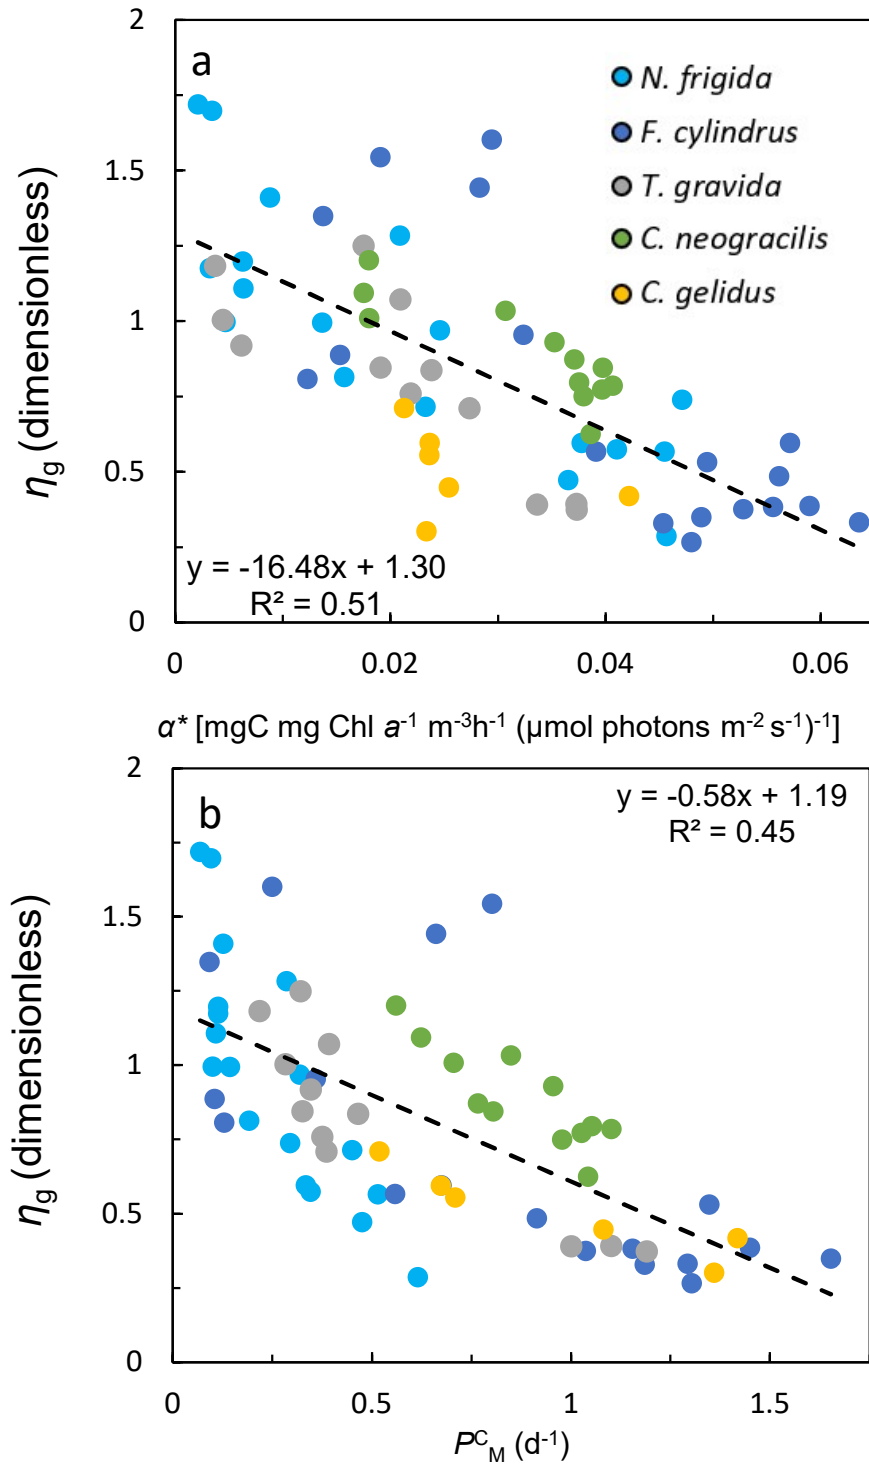 2
a
N. frigida
F. cylindrus
1.5
T. gravida
C. neogracilis
C. gelidus
1
ηg (dimensionless)
0.5
y = -16.48x + 1.30
R² = 0.51
0
0 0.02 0.04 0.06
α* [mgC mg Chl a⁻¹ m⁻³h⁻¹ (µmol photons m⁻² s⁻¹)⁻¹]
2
b
y = -0.58x + 1.19
R² = 0.45
1.5
1
ηg (dimensionless)
0.5
0
0 0.5 1 1.5
PCM (d⁻¹)